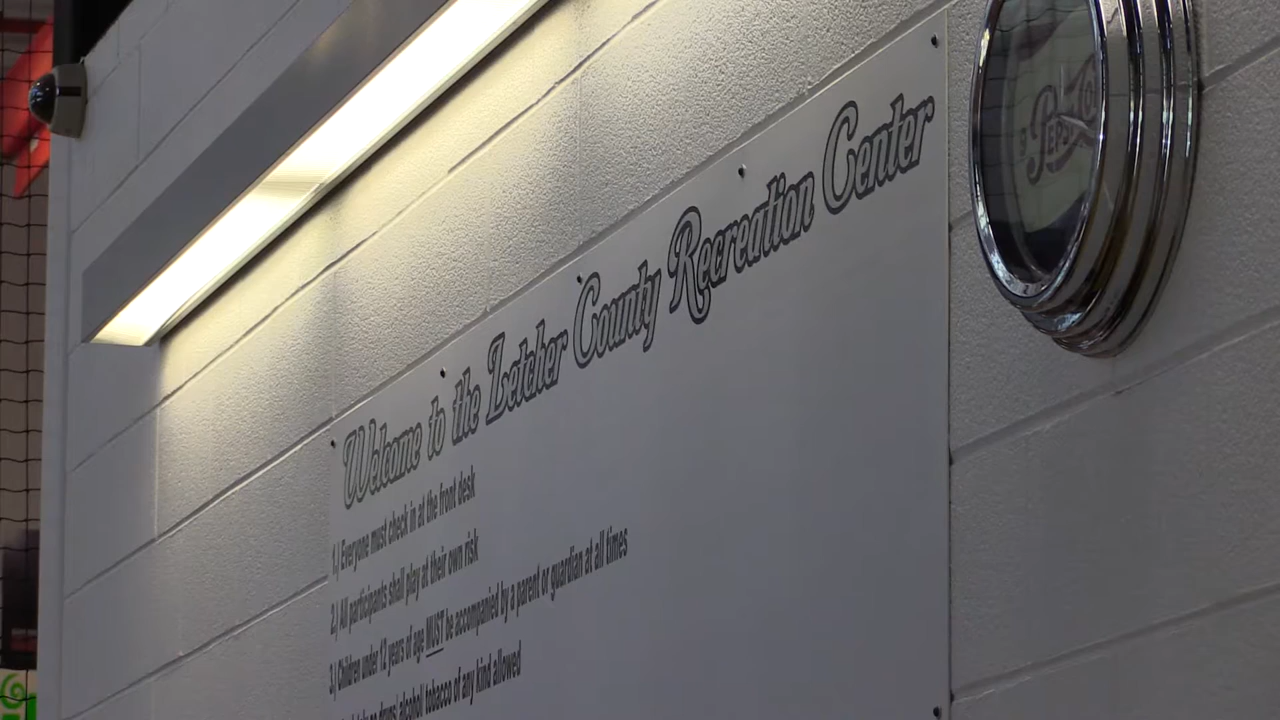 Welcome to the Letcher County Recreation Center
1.) Everyone must check in at the front desk
2.) All participants shall play at their own risk
3.) Children under 12 years of age MUST be accompanied by a parent or guardian at all times
drugs alcohol tobacco of any kind allowed
PEPSI